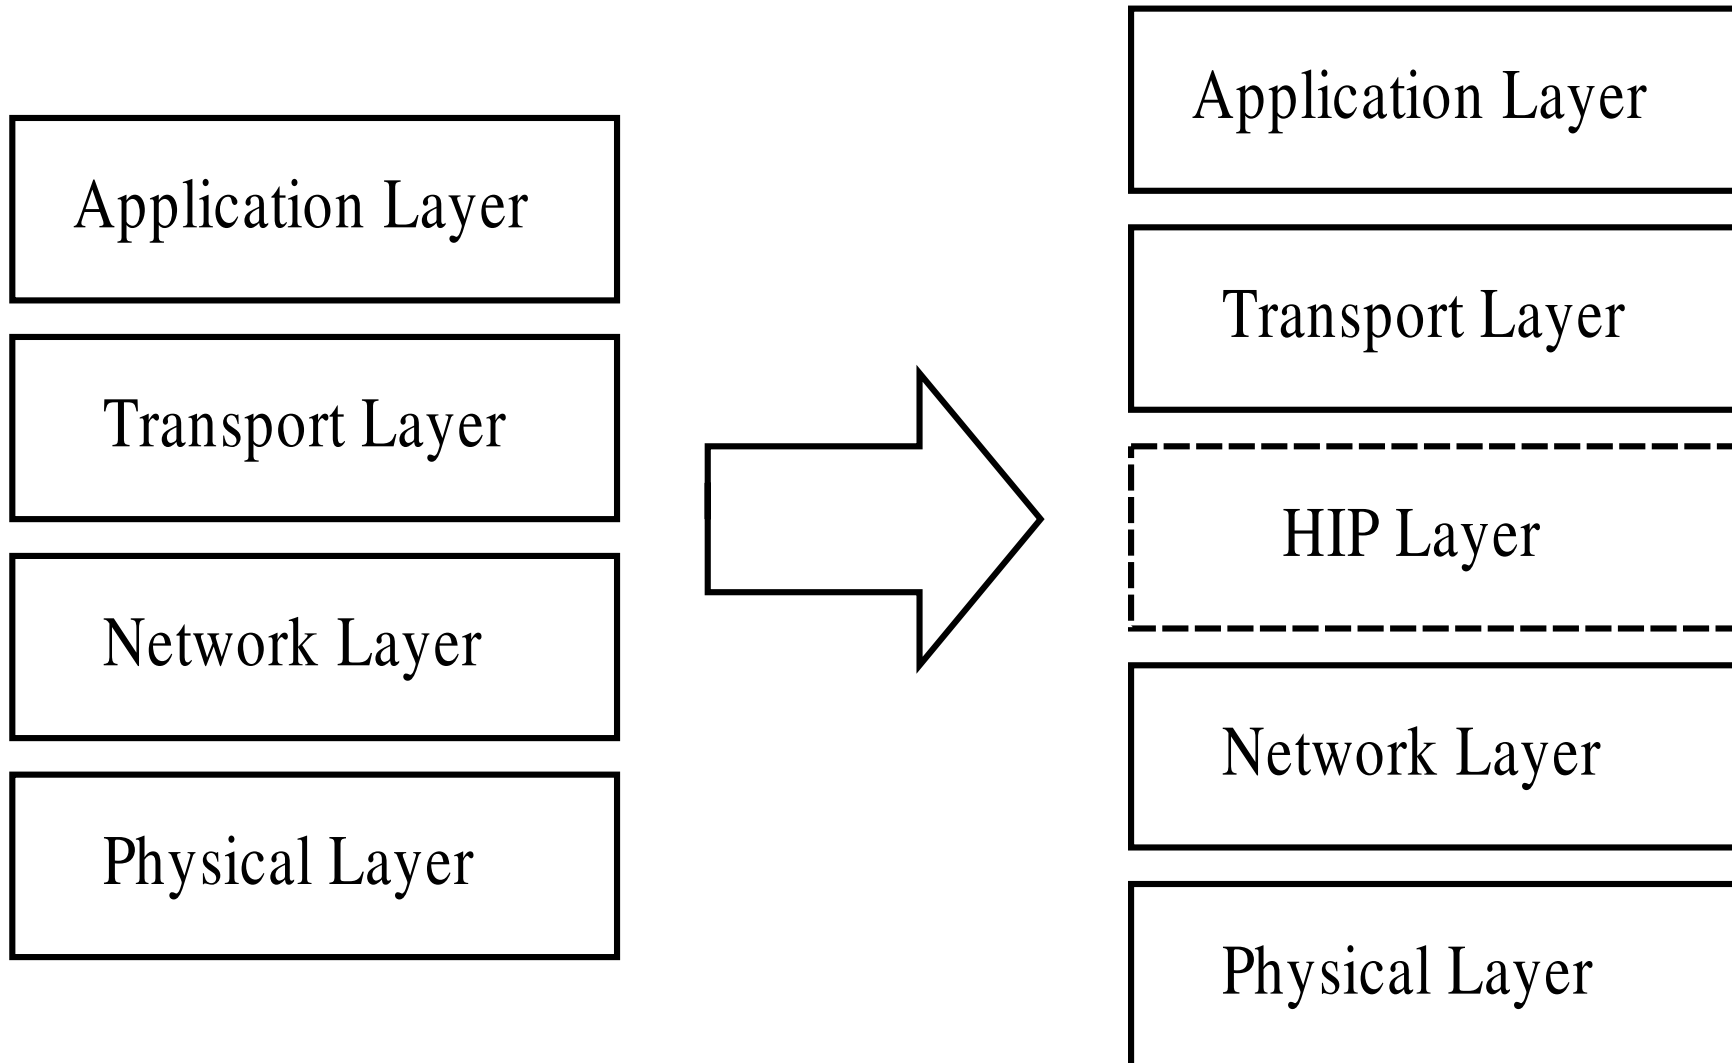 Application Layer
Transport Layer
Network Layer
Physical Layer
Application Layer
Transport Layer
HIP Layer
Network Layer
Physical Layer